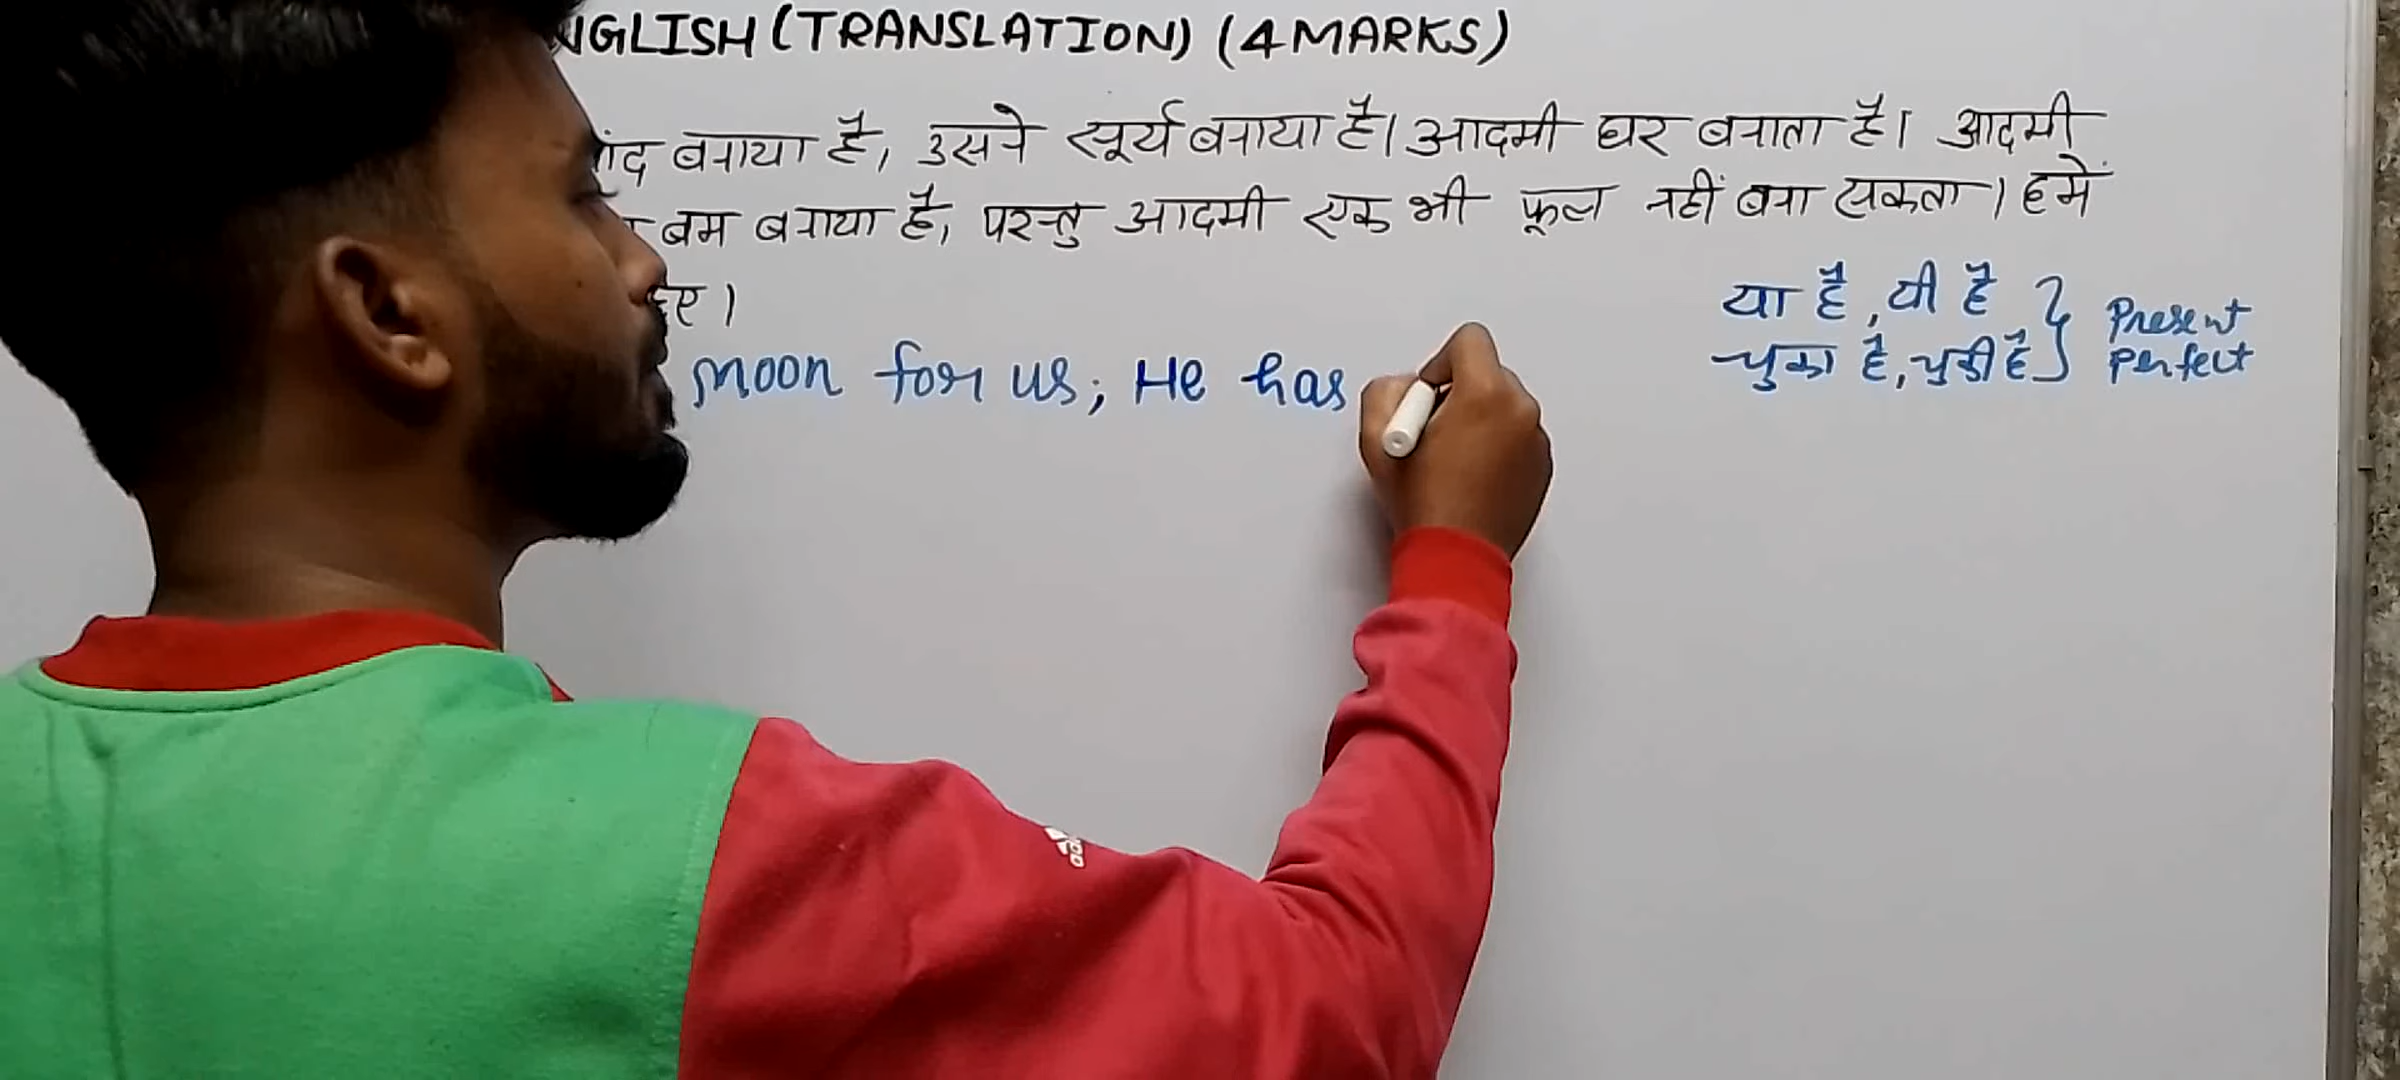 ENGLISH (TRANSLATION) (4 MARKS)
बनाया है, उसने सूर्य बनाया है। आदमी घर बनाता है। आदमी
बम बनाया है, परन्तु आदमी एक भी फूल नहीं बना सकता। हमें
या है, यी है } Present
चुका है, चुकी है } Perfect
moon for us; He has